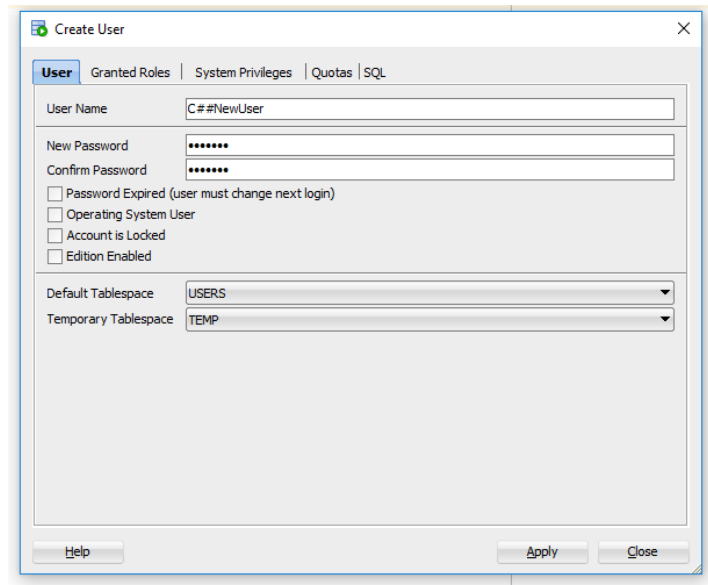 Create User
User Granted Roles System Privileges Quotas SQL
User Name C##NewUser
New Password •••••••
Confirm Password •••••••
Password Expired (user must change next login)
Operating System User
Account is Locked
Edition Enabled
Default Tablespace USERS
Temporary Tablespace TEMP
Help Apply Close